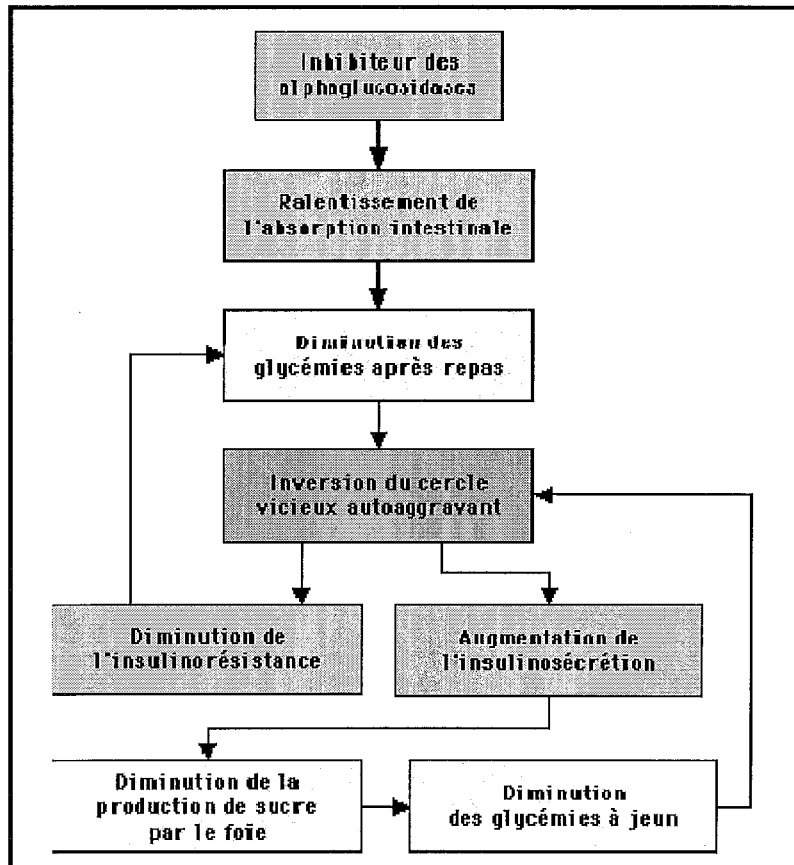 Inhibiteur des
alphaglucosidases
Ralentissement de
l'absorption intestinale
Diminution des
glycémies après repas
Inversion du cercle
vicieux autoaggravant
Diminution de
l'insulinorésistance
Augmentation de
l'insulinosécrétion
Diminution de la
production de sucre
par le foie
Diminution
des glycémies à jeun